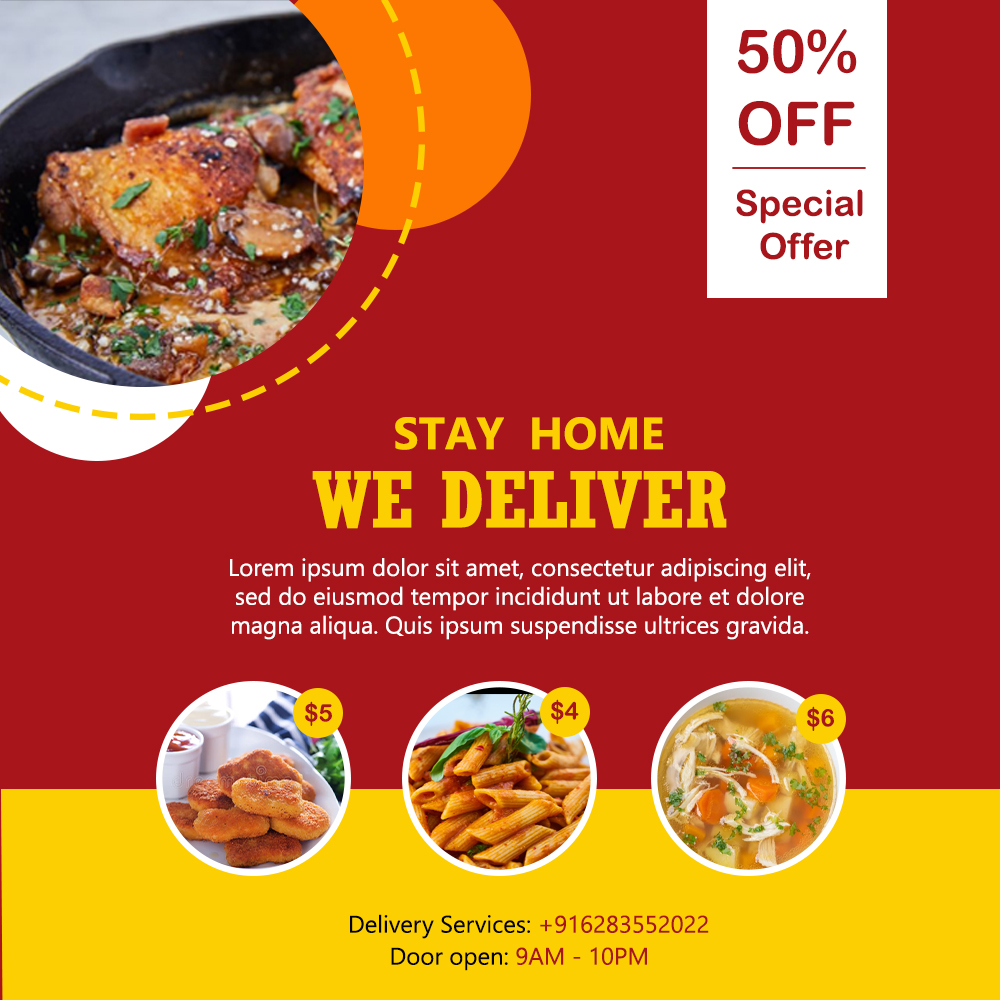 50%
OFF
Special
Offer
STAY HOME
WE DELIVER
Lorem ipsum dolor sit amet, consectetur adipiscing elit,
sed do eiusmod tempor incididunt ut labore et dolore
magna aliqua. Quis ipsum suspendisse ultrices gravida.
$5
$4
$6
Delivery Services: +916283552022
Door open: 9AM - 10PM